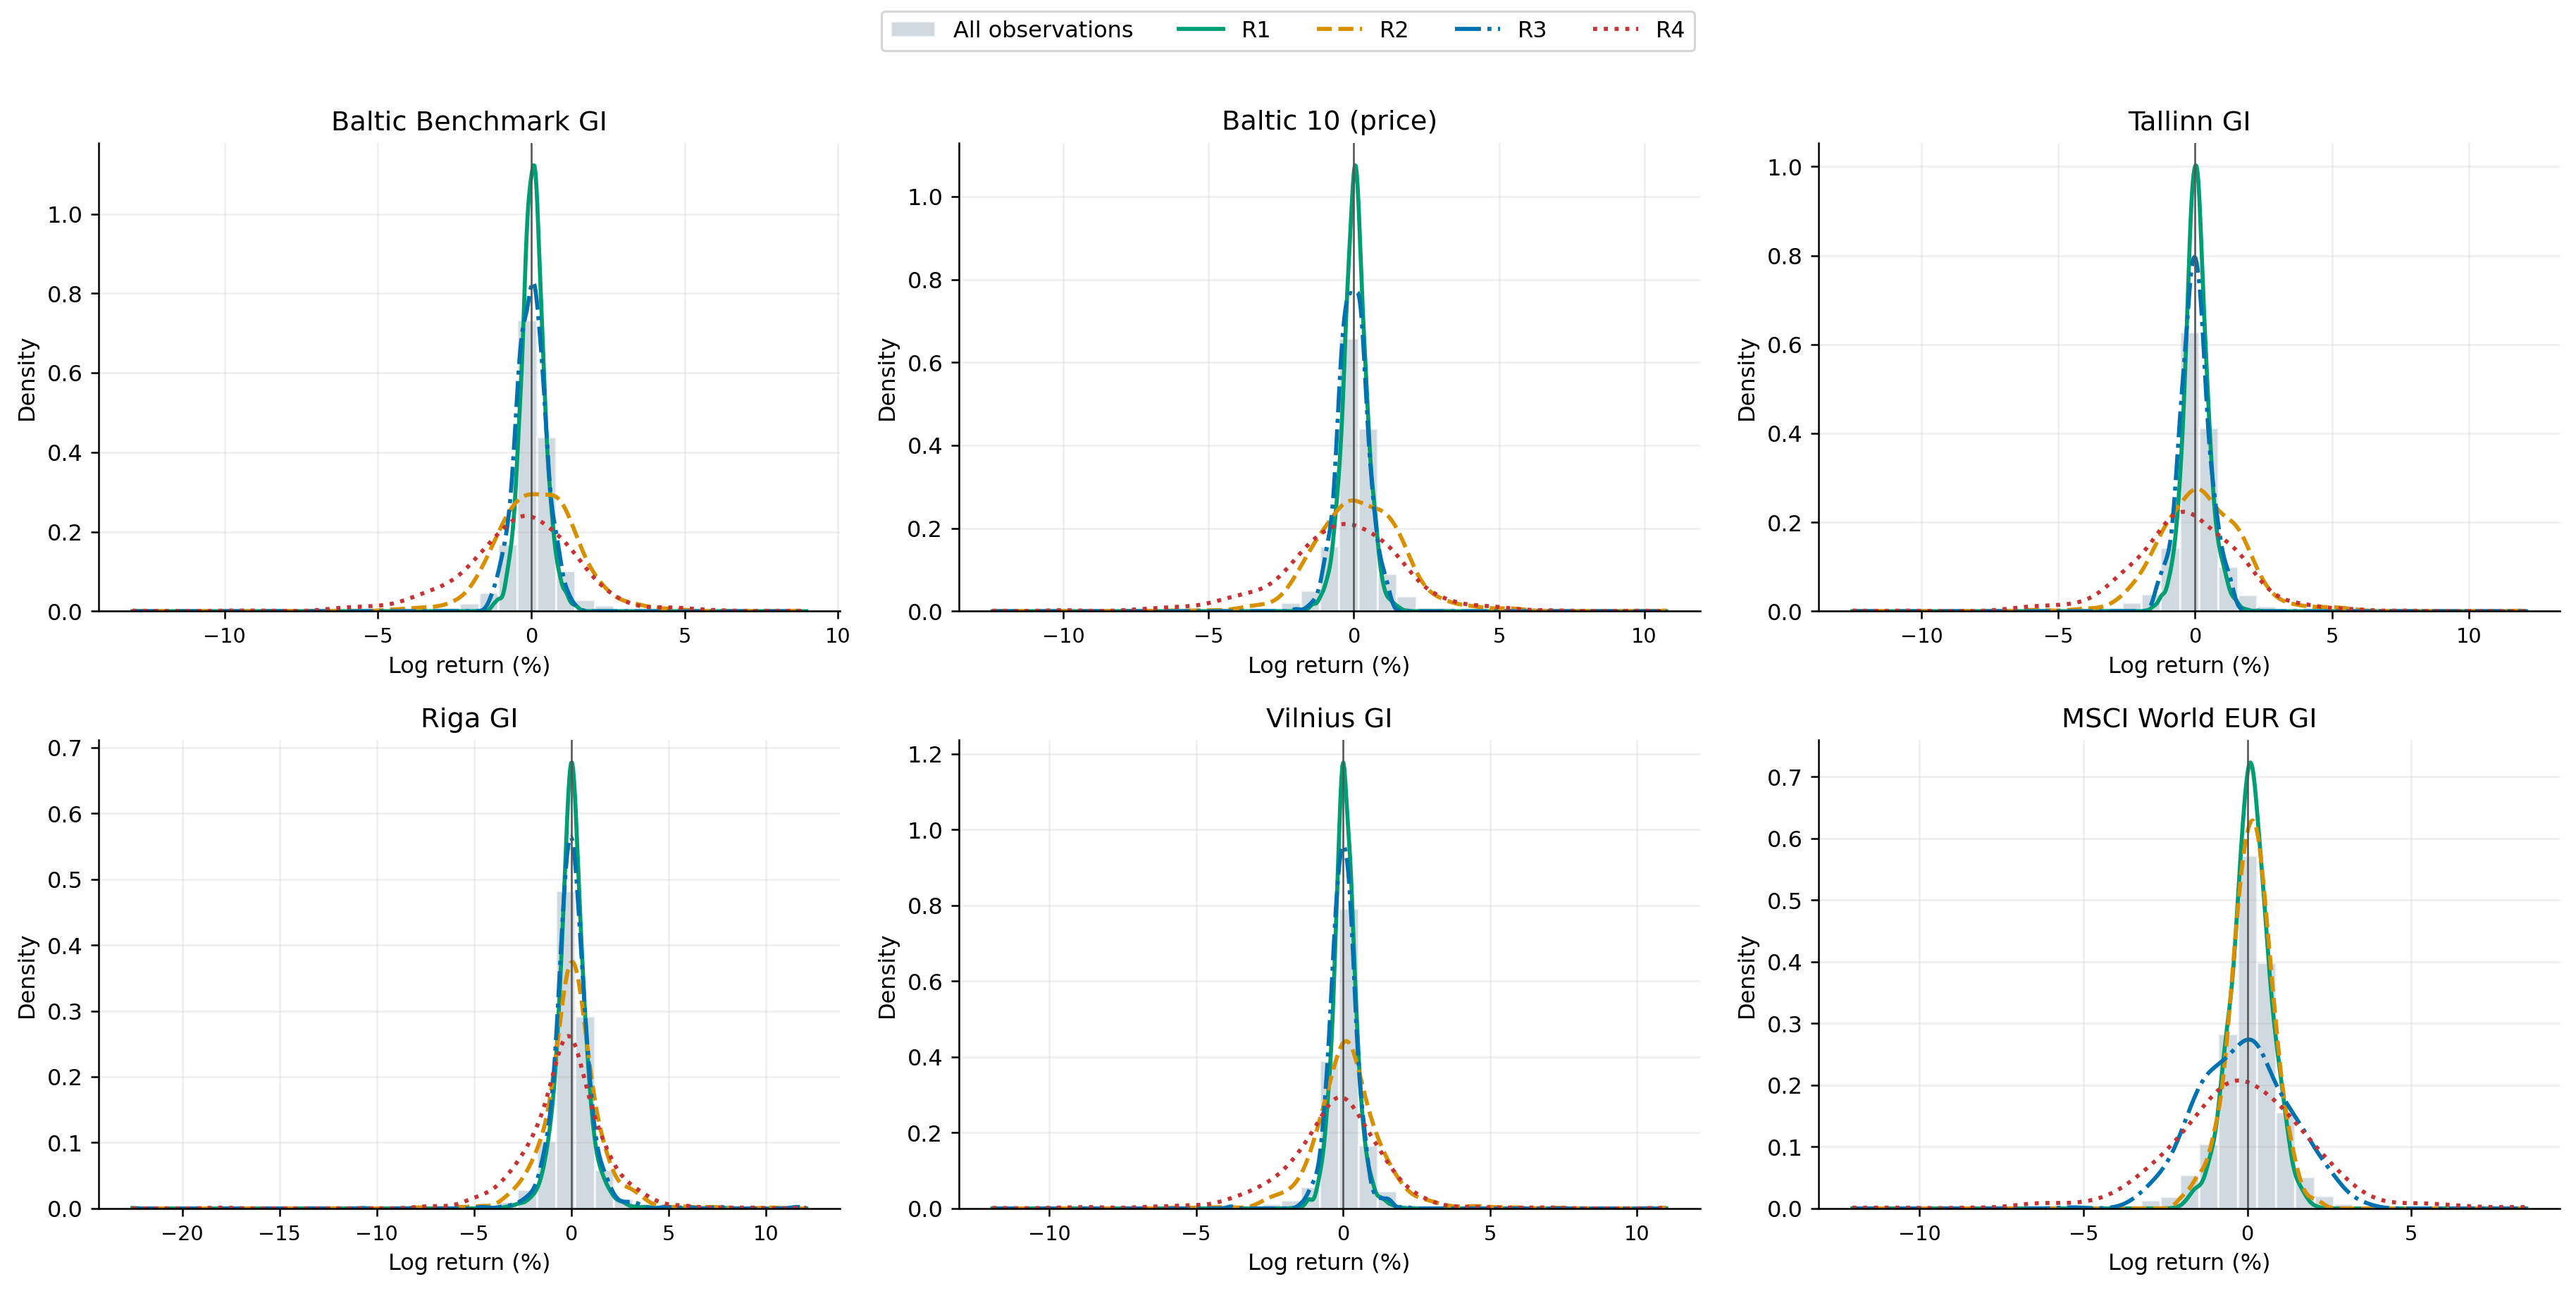 All observations R1 R2 R3 R4
Baltic Benchmark GI
Density
1.0
0.8
0.6
0.4
0.2
0.0
−10 −5 0 5 10
Log return (%)
Baltic 10 (price)
Density
1.0
0.8
0.6
0.4
0.2
0.0
−10 −5 0 5 10
Log return (%)
Tallinn GI
Density
1.0
0.8
0.6
0.4
0.2
0.0
−10 −5 0 5 10
Log return (%)
Riga GI
Density
0.7
0.6
0.5
0.4
0.3
0.2
0.1
0.0
−20 −15 −10 −5 0 5 10
Log return (%)
Vilnius GI
Density
1.2
1.0
0.8
0.6
0.4
0.2
0.0
−10 −5 0 5 10
Log return (%)
MSCI World EUR GI
Density
0.7
0.6
0.5
0.4
0.3
0.2
0.1
0.0
−10 −5 0 5
Log return (%)